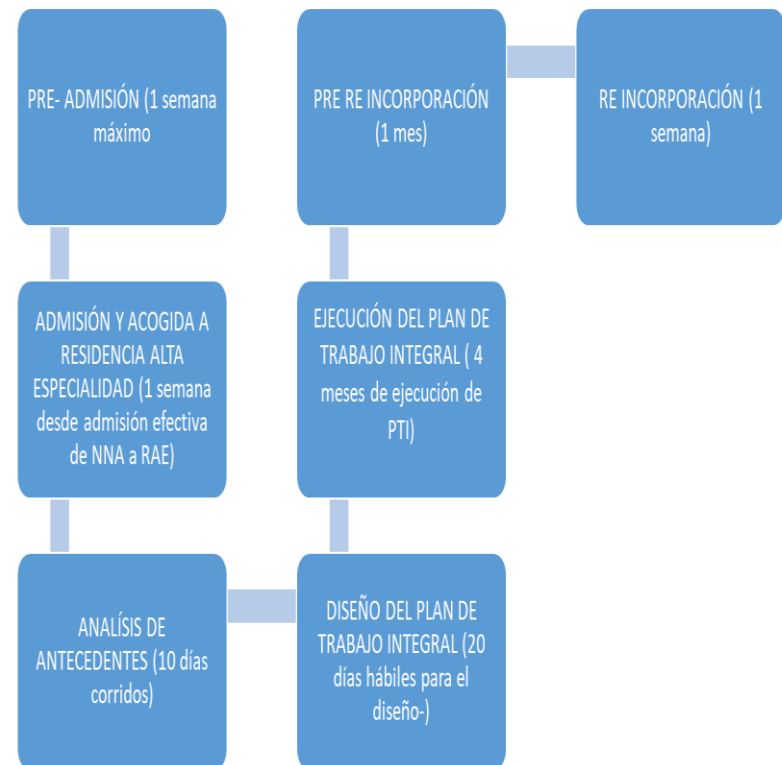 PRE- ADMISIÓN (1 semana
máximo
ADMISIÓN Y ACOGIDA A
RESIDENCIA ALTA
ESPECIALIDAD (1 semana
desde admisión efectiva
de NNA a RAE)
ANALÍSIS DE
ANTECEDENTES (10 días
corridos)
DISEÑO DEL PLAN DE
TRABAJO INTEGRAL (20
días hábiles para el
diseño-)
EJECUCIÓN DEL PLAN DE
TRABAJO INTEGRAL ( 4
meses de ejecución de
PTI)
PRE RE INCORPORACIÓN
(1 mes)
RE INCORPORACIÓN (1
semana)